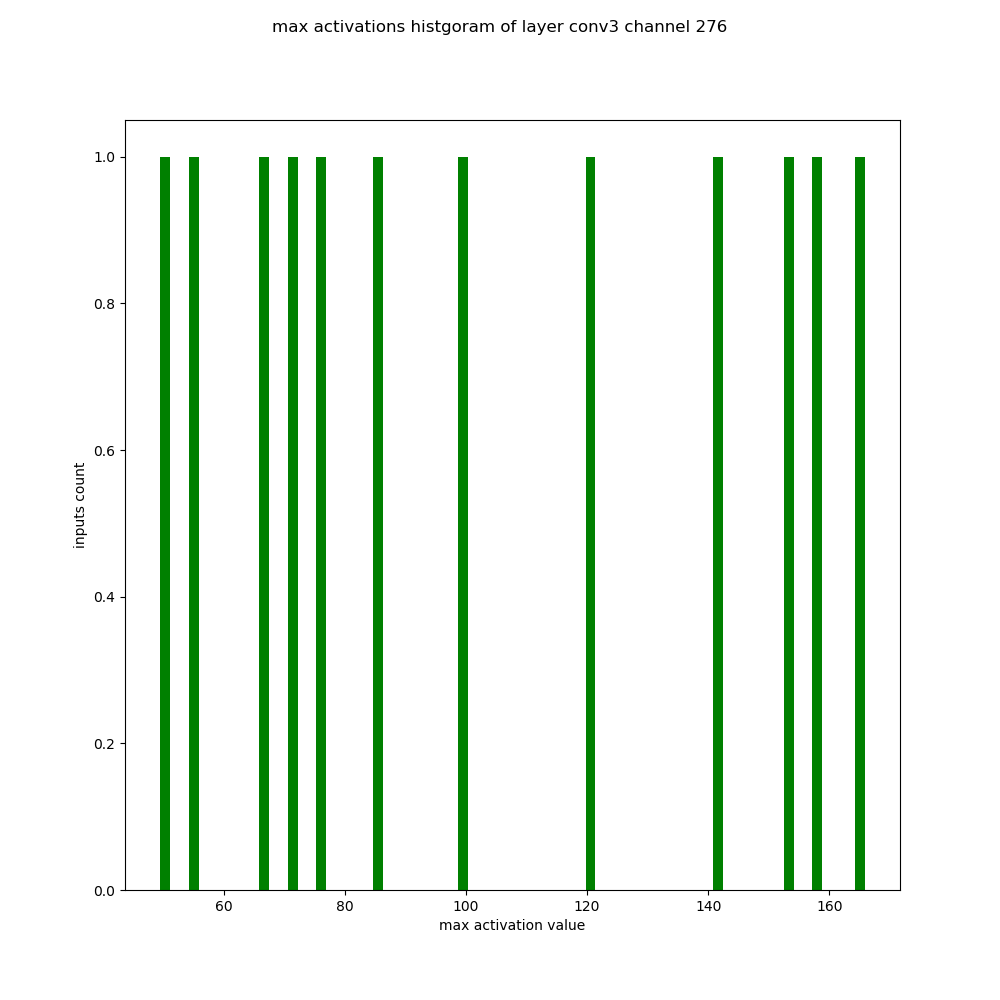 max activations histgoram of layer conv3 channel 276
1.0
0.8
0.6
0.4
0.2
0.0
inputs count
60 80 100 120 140 160
max activation value